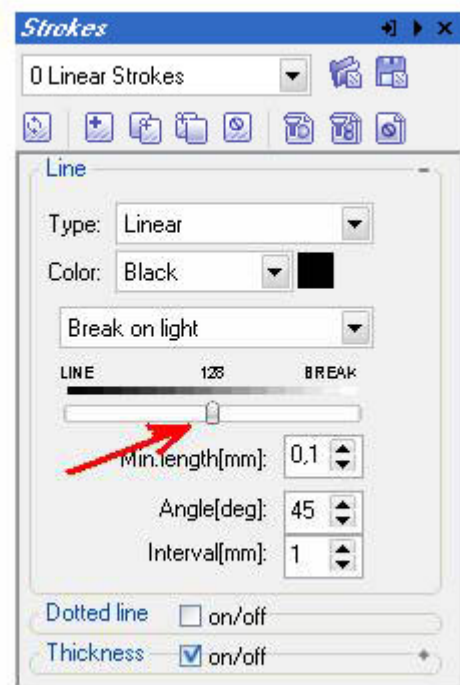 Strokes
0 Linear Strokes
Line
Type: Linear
Color: Black
Break on light
LINE 128 BREAK
Min.length[mm]: 0,1
Angle[deg]: 45
Interval[mm]: 1
Dotted line on/off
Thickness on/off